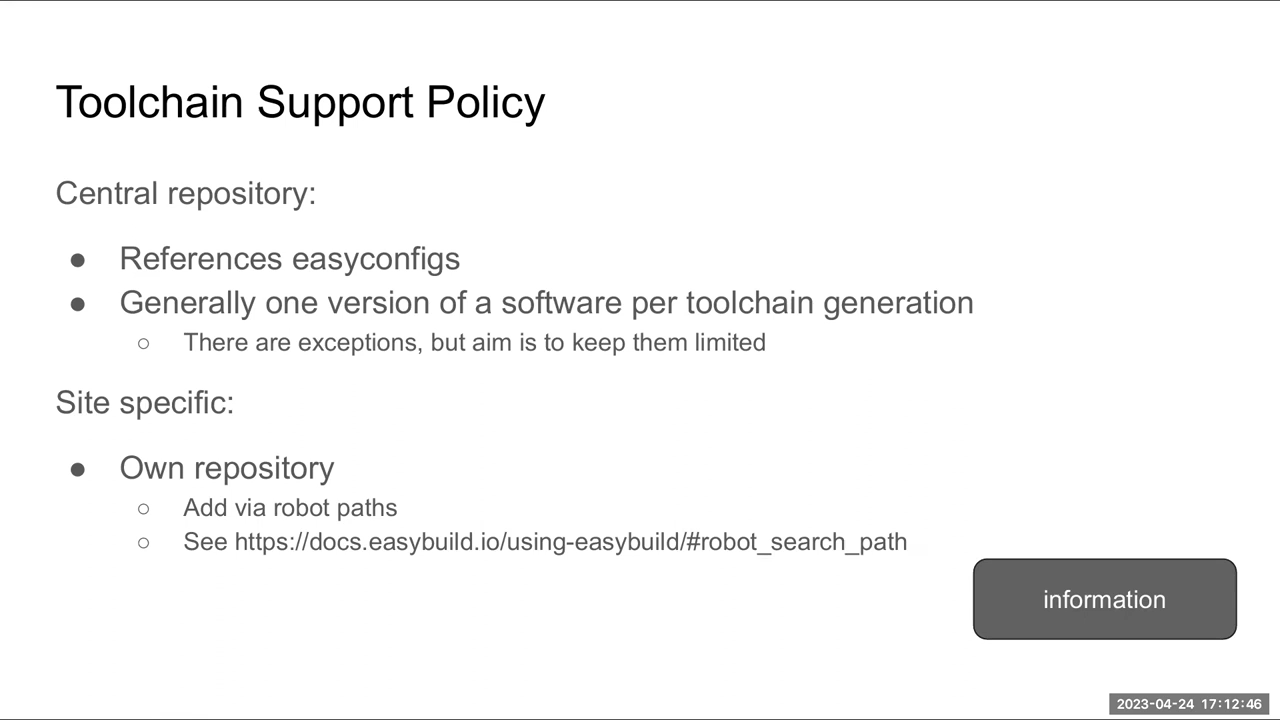 Toolchain Support Policy
Central repository:
● References easyconfigs
● Generally one version of a software per toolchain generation
○ There are exceptions, but aim is to keep them limited
Site specific:
● Own repository
○ Add via robot paths
○ See https://docs.easybuild.io/using-easybuild/#robot_search_path
information
2023-04-24 17:12:46